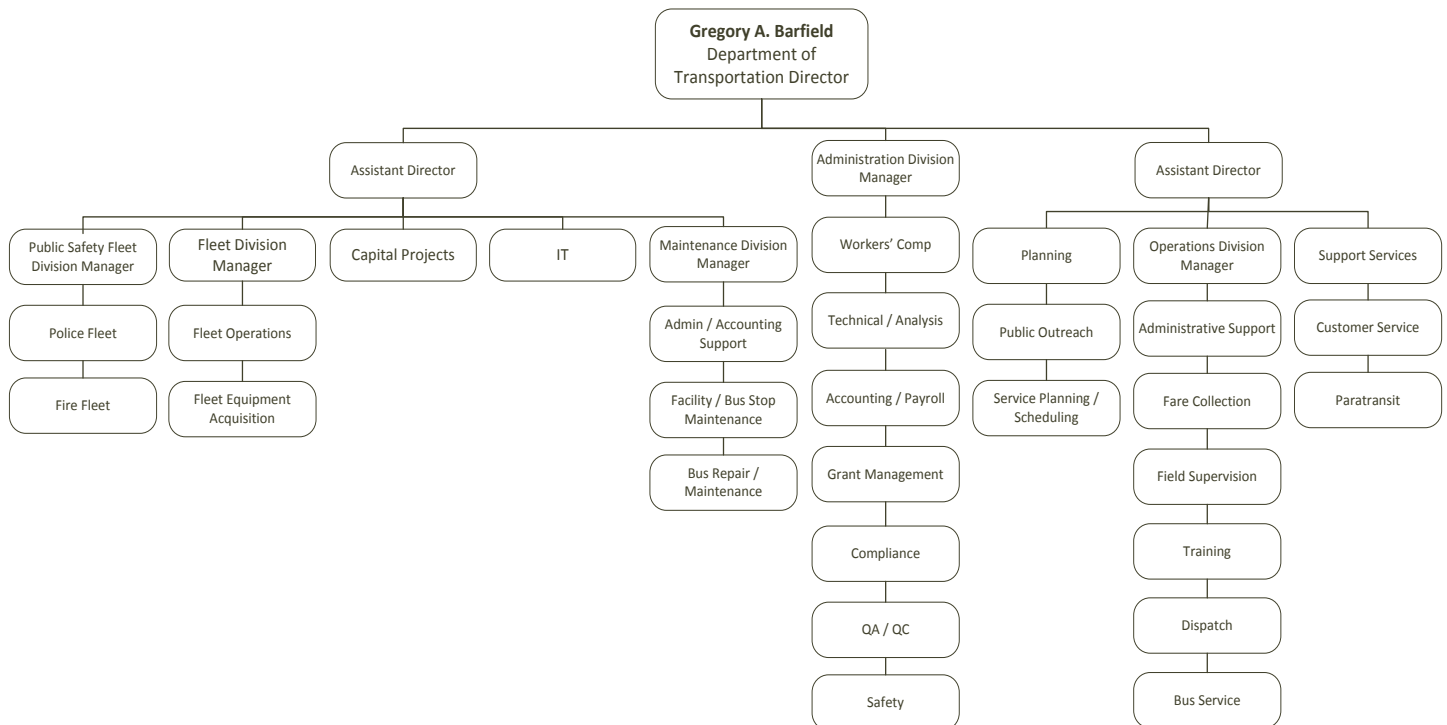 Gregory A. Barfield
Department of
Transportation Director
Assistant Director
Administration Division
Manager
Assistant Director
Public Safety Fleet
Division Manager
Fleet Division
Manager
Capital Projects
IT
Maintenance Division
Manager
Workers’ Comp
Planning
Operations Division
Manager
Support Services
Police Fleet
Fleet Operations
Admin / Accounting
Support
Technical / Analysis
Public Outreach
Administrative Support
Customer Service
Fire Fleet
Fleet Equipment
Acquisition
Facility / Bus Stop
Maintenance
Accounting / Payroll
Service Planning /
Scheduling
Fare Collection
Paratransit
Bus Repair /
Maintenance
Grant Management
Field Supervision
Compliance
Training
QA / QC
Dispatch
Safety
Bus Service